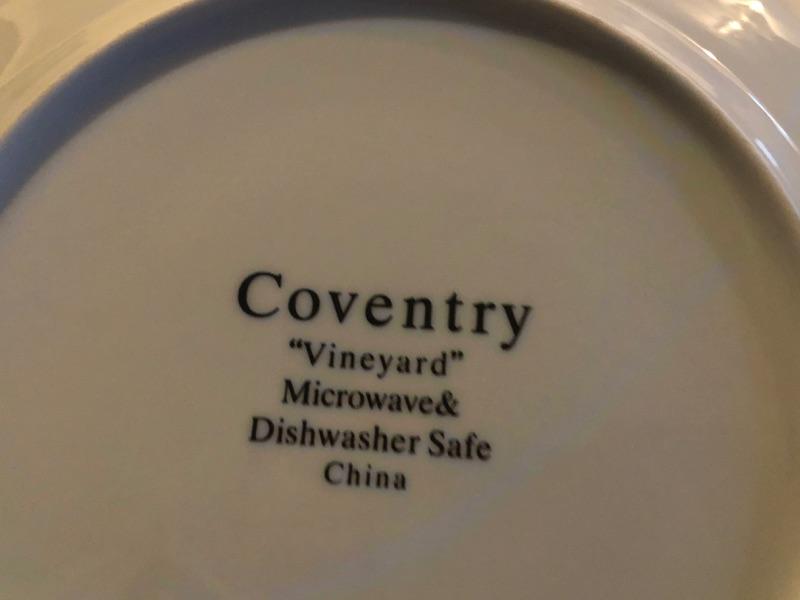 Coventry
“Vineyard”
Microwave&
Dishwasher Safe
China